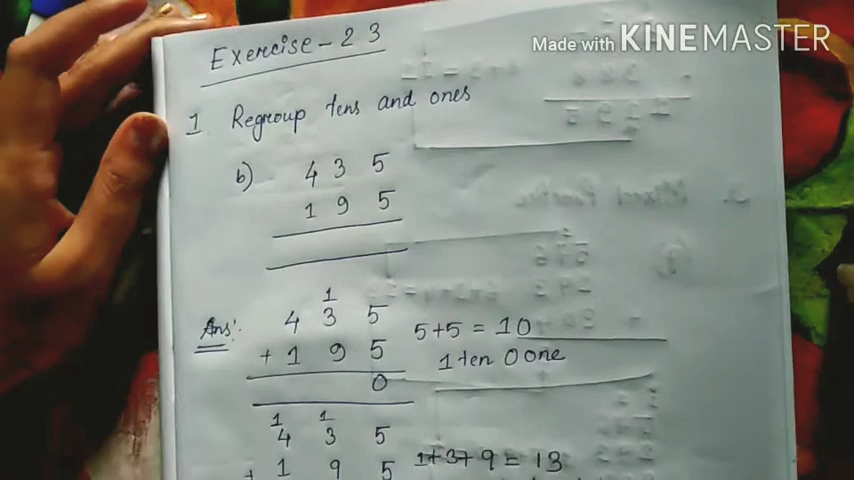 Made with KINEMASTER
Exercise - 23
1 Regroup tens and ones
b) 4 3 5
1 9 5
1
Ans: 4 3 5 5+5 = 10
+ 1 9 5 1 ten 0 one
0
1 1
4 3 5
+ 1 9 5 1+3+9 = 13